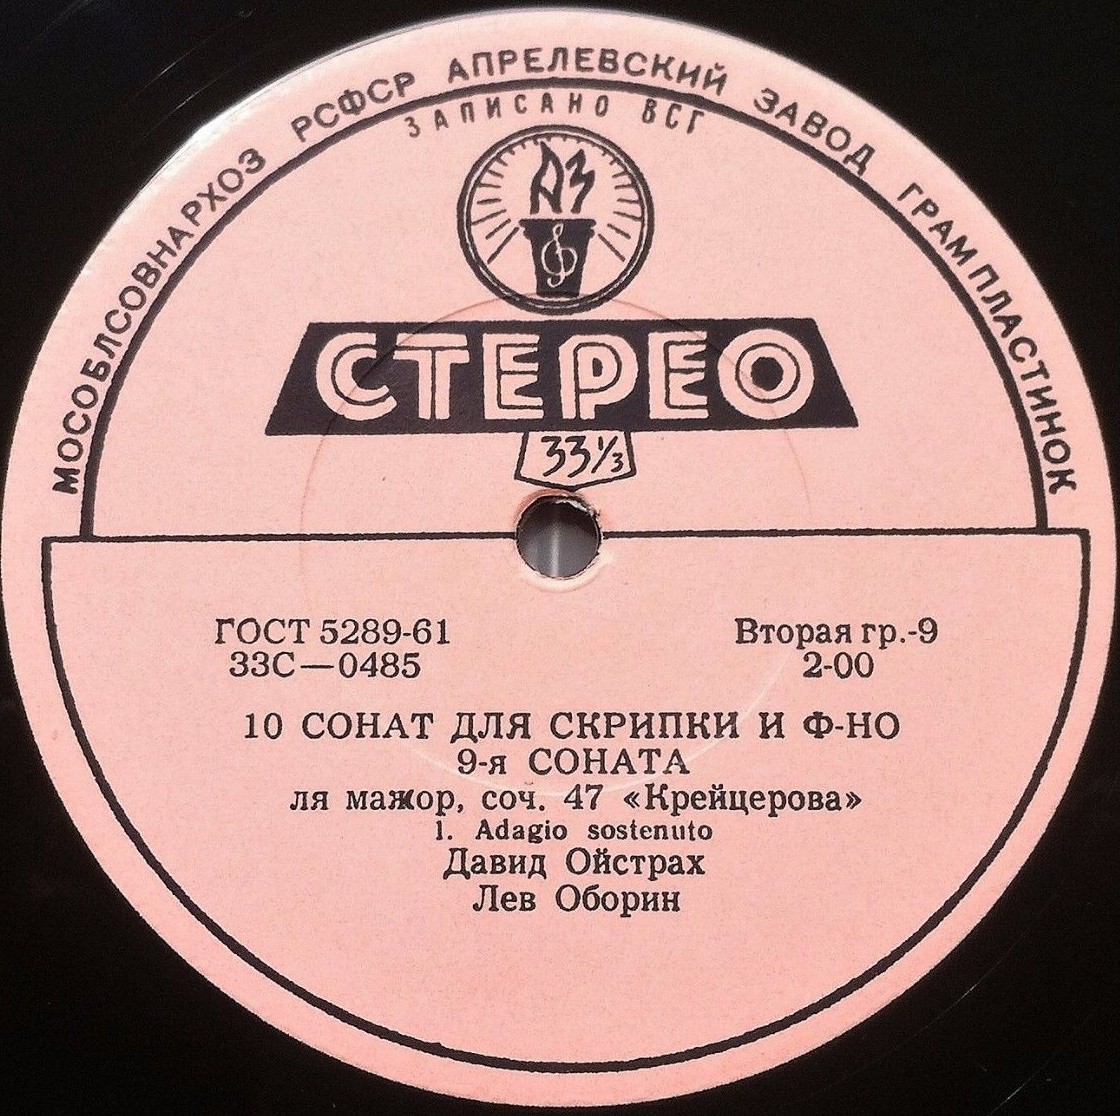 МОСОБЛСОВНАРХОЗ РСФСР АПРЕЛЕВСКИЙ ЗАВОД ГРАМПЛАСТИНОК
ЗАПИСАНО ВСГ
АЗ
СТЕРЕО
33⅓
ГОСТ 5289-61 Вторая гр.-9
33С—0485 2-00
10 СОНАТ ДЛЯ СКРИПКИ И Ф-НО
9-я СОНАТА
ля мажор, соч. 47 «Крейцерова»
1. Adagio sostenuto
Давид Ойстрах
Лев Оборин